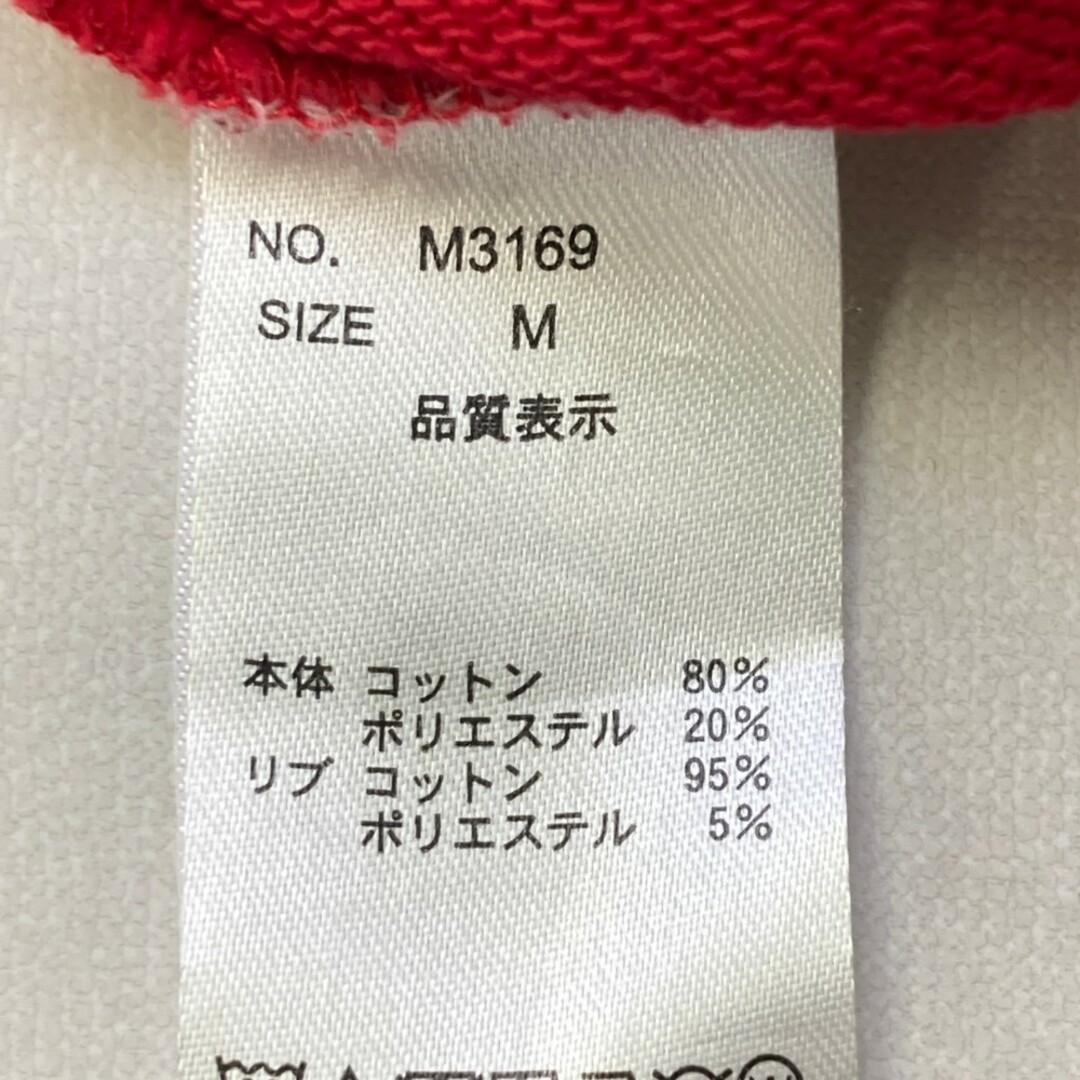 NO. M3169
SIZE M
品質表示
本体 コットン 80%
ポリエステル 20%
リブ コットン 95%
ポリエステル 5%